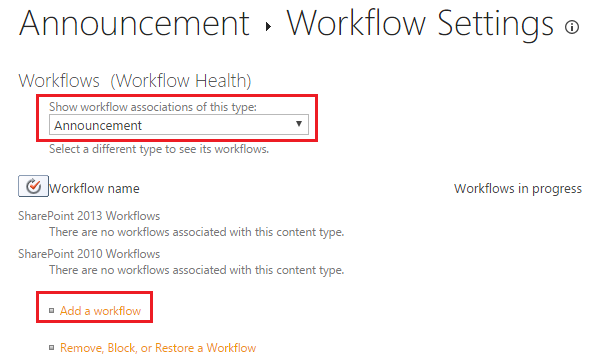 Announcement ▸ Workflow Settings
Workflows (Workflow Health)
Show workflow associations of this type:
Announcement
Select a different type to see its workflows.
Workflow name Workflows in progress
SharePoint 2013 Workflows
There are no workflows associated with this content type.
SharePoint 2010 Workflows
There are no workflows associated with this content type.
Add a workflow
Remove, Block, or Restore a Workflow